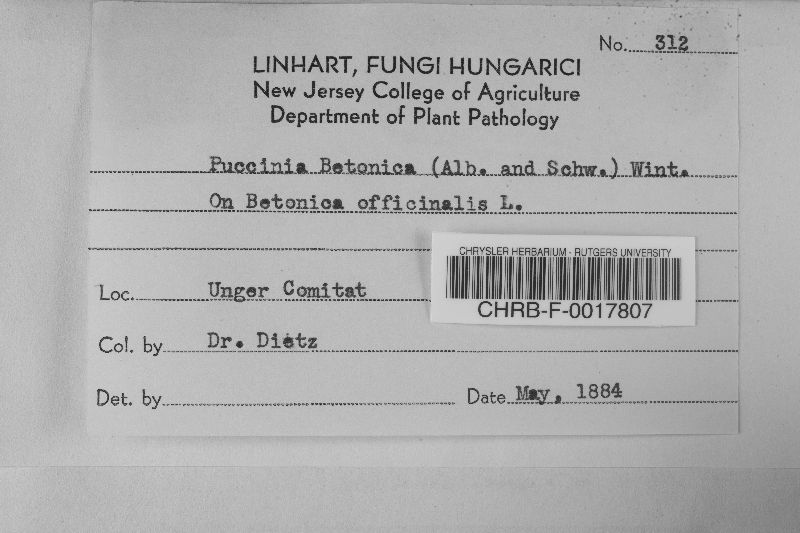 No. 312
LINHART, FUNGI HUNGARICI
New Jersey College of Agriculture
Department of Plant Pathology
Puccinia Betonica (Alb. and Schw.) Wint.
On Betonica officinalis L.
CHRYSLER HERBARIUM - RUTGERS UNIVERSITY
CHRB-F-0017807
Loc. Unger Comitat
Col. by Dr. Dietz
Det. by
Date May, 1884